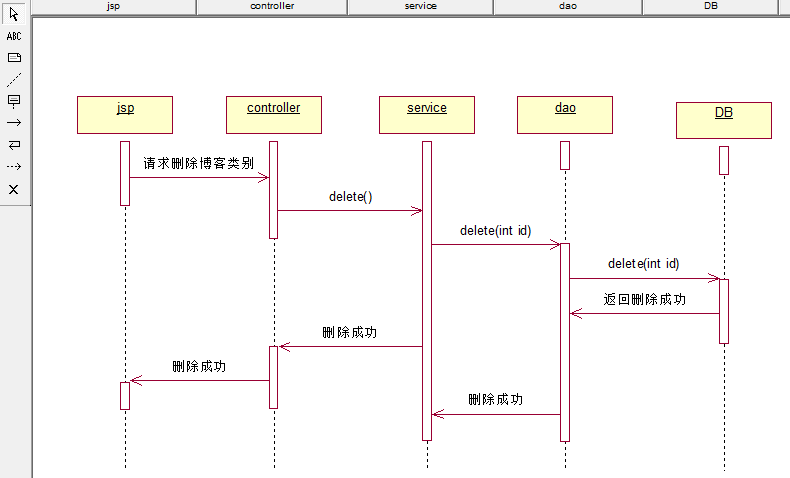 jsp
controller
service
dao
DB
ABC
jsp
controller
service
dao
DB
请求删除博客类别
delete()
delete(int id)
delete(int id)
返回删除成功
删除成功
删除成功
删除成功